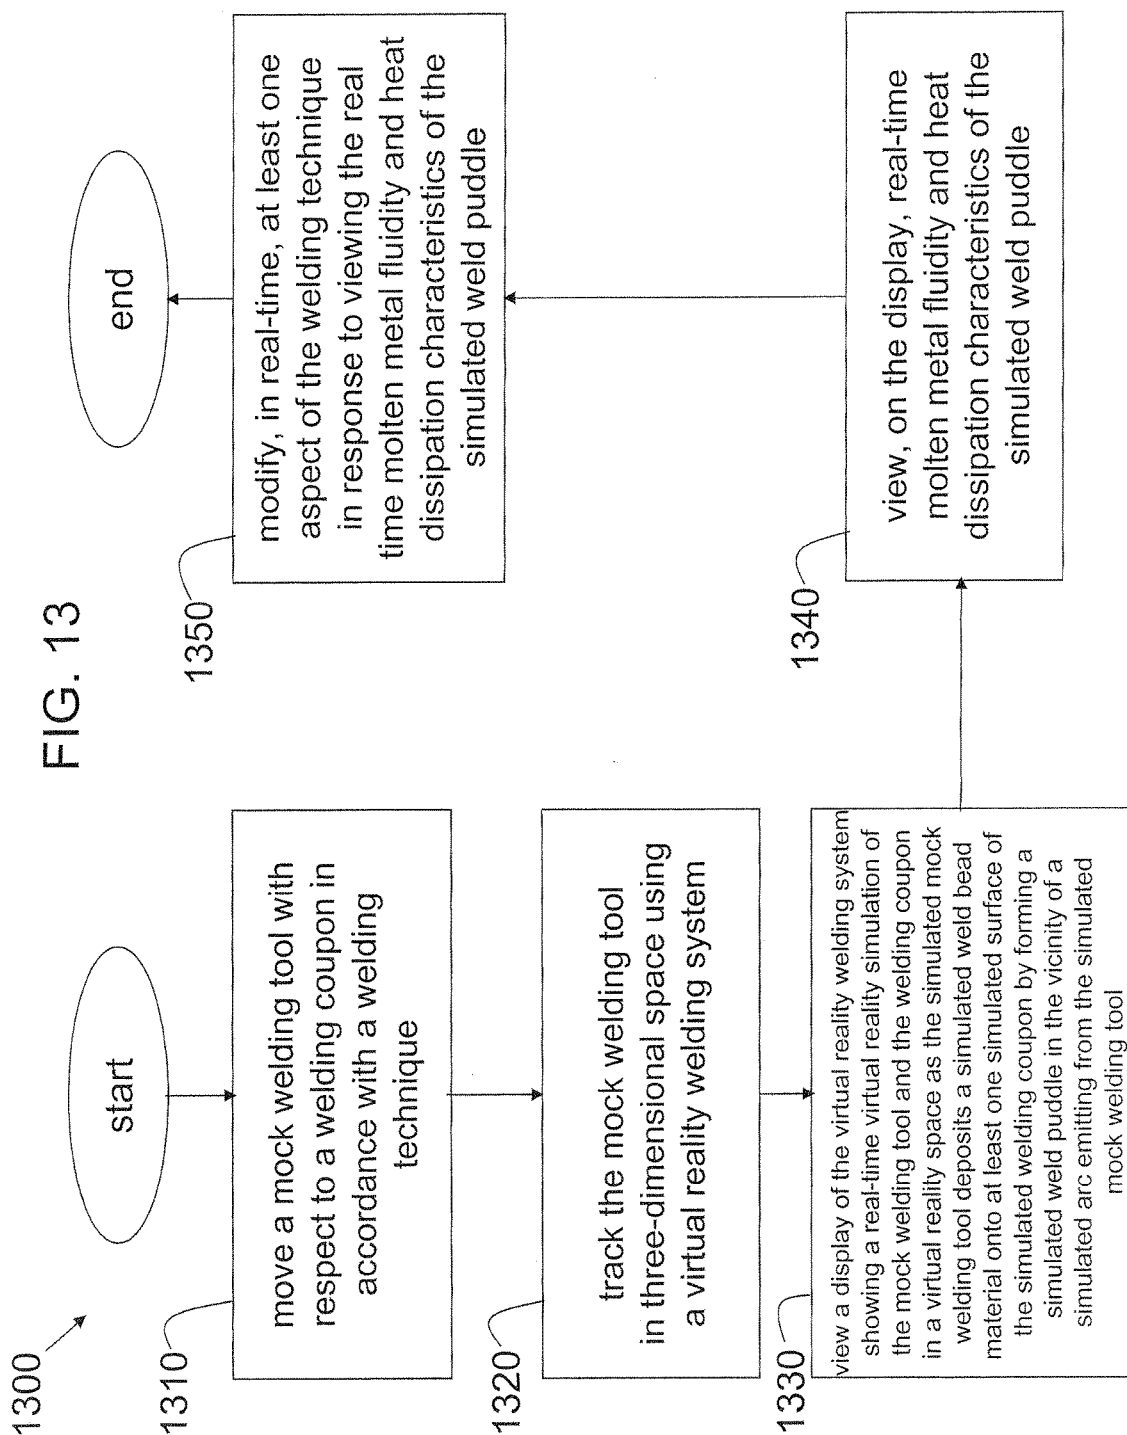 FIG. 13
1300
start
1310
move a mock welding tool with
respect to a welding coupon in
accordance with a welding
technique
1320
track the mock welding tool
in three-dimensional space using
a virtual reality welding system
1330
view a display of the virtual reality welding system
showing a real-time virtual reality simulation of
the mock welding tool and the welding coupon
in a virtual reality space as the simulated mock
welding tool deposits a simulated weld bead
material onto at least one simulated surface of
the simulated welding coupon by forming a
simulated weld puddle in the vicinity of a
simulated arc emitting from the simulated
mock welding tool
1340
view, on the display, real-time
molten metal fluidity and heat
dissipation characteristics of the
simulated weld puddle
1350
modify, in real-time, at least one
aspect of the welding technique
in response to viewing the real
time molten metal fluidity and heat
dissipation characteristics of the
simulated weld puddle
end